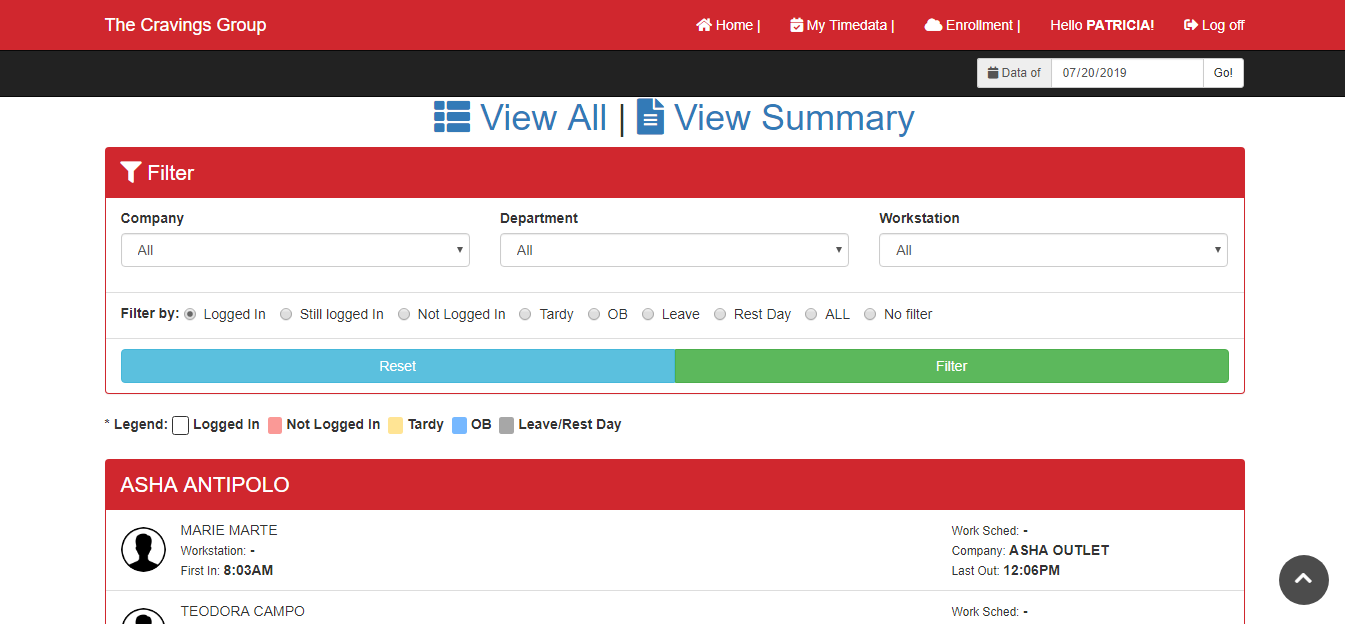 The Cravings Group Home | My Timedata | Enrollment | Hello PATRICIA! Log off
Data of 07/20/2019 Go!
View All | View Summary
Filter
Company Department Workstation
All All All
Filter by: Logged In Still logged In Not Logged In Tardy OB Leave Rest Day ALL No filter
Reset Filter
* Legend: Logged In Not Logged In Tardy OB Leave/Rest Day
ASHA ANTIPOLO
MARIE MARTE Work Sched: -
Workstation: - Company: ASHA OUTLET
First In: 8:03AM Last Out: 12:06PM
TEODORA CAMPO Work Sched: -